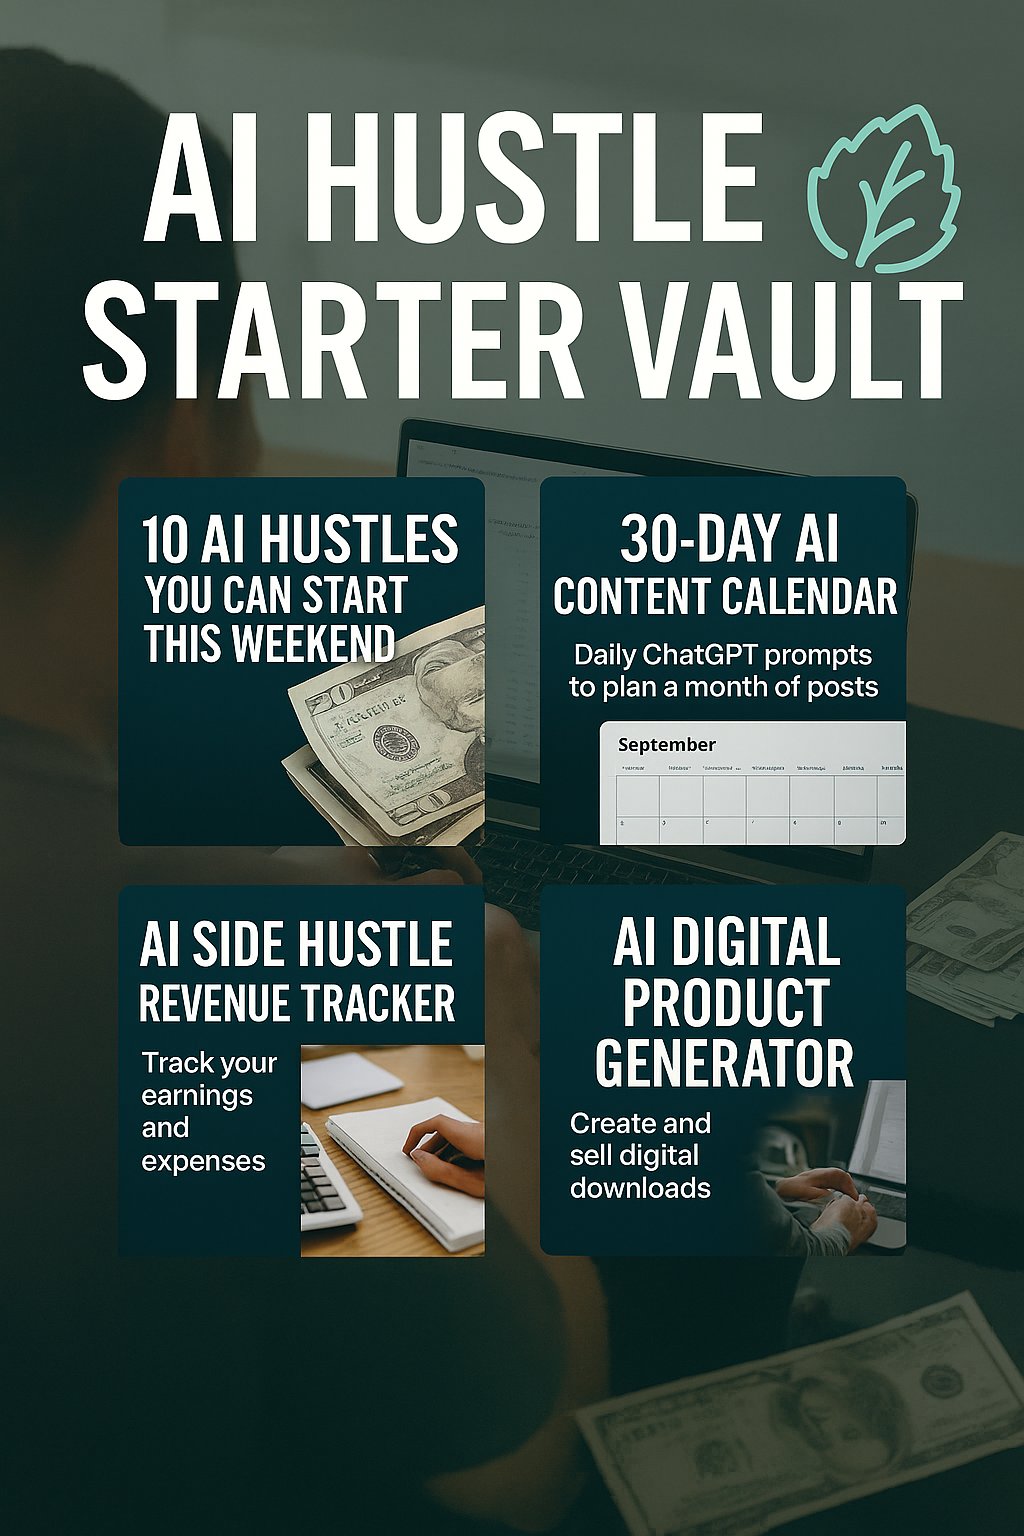 AI HUSTLE
STARTER VAULT
10 AI HUSTLES
YOU CAN START
THIS WEEKEND
30-DAY AI
CONTENT CALENDAR
Daily ChatGPT prompts
to plan a month of posts
September
AI SIDE HUSTLE
REVENUE TRACKER
Track your
earnings
and
expenses
AI DIGITAL
PRODUCT
GENERATOR
Create and
sell digital
downloads